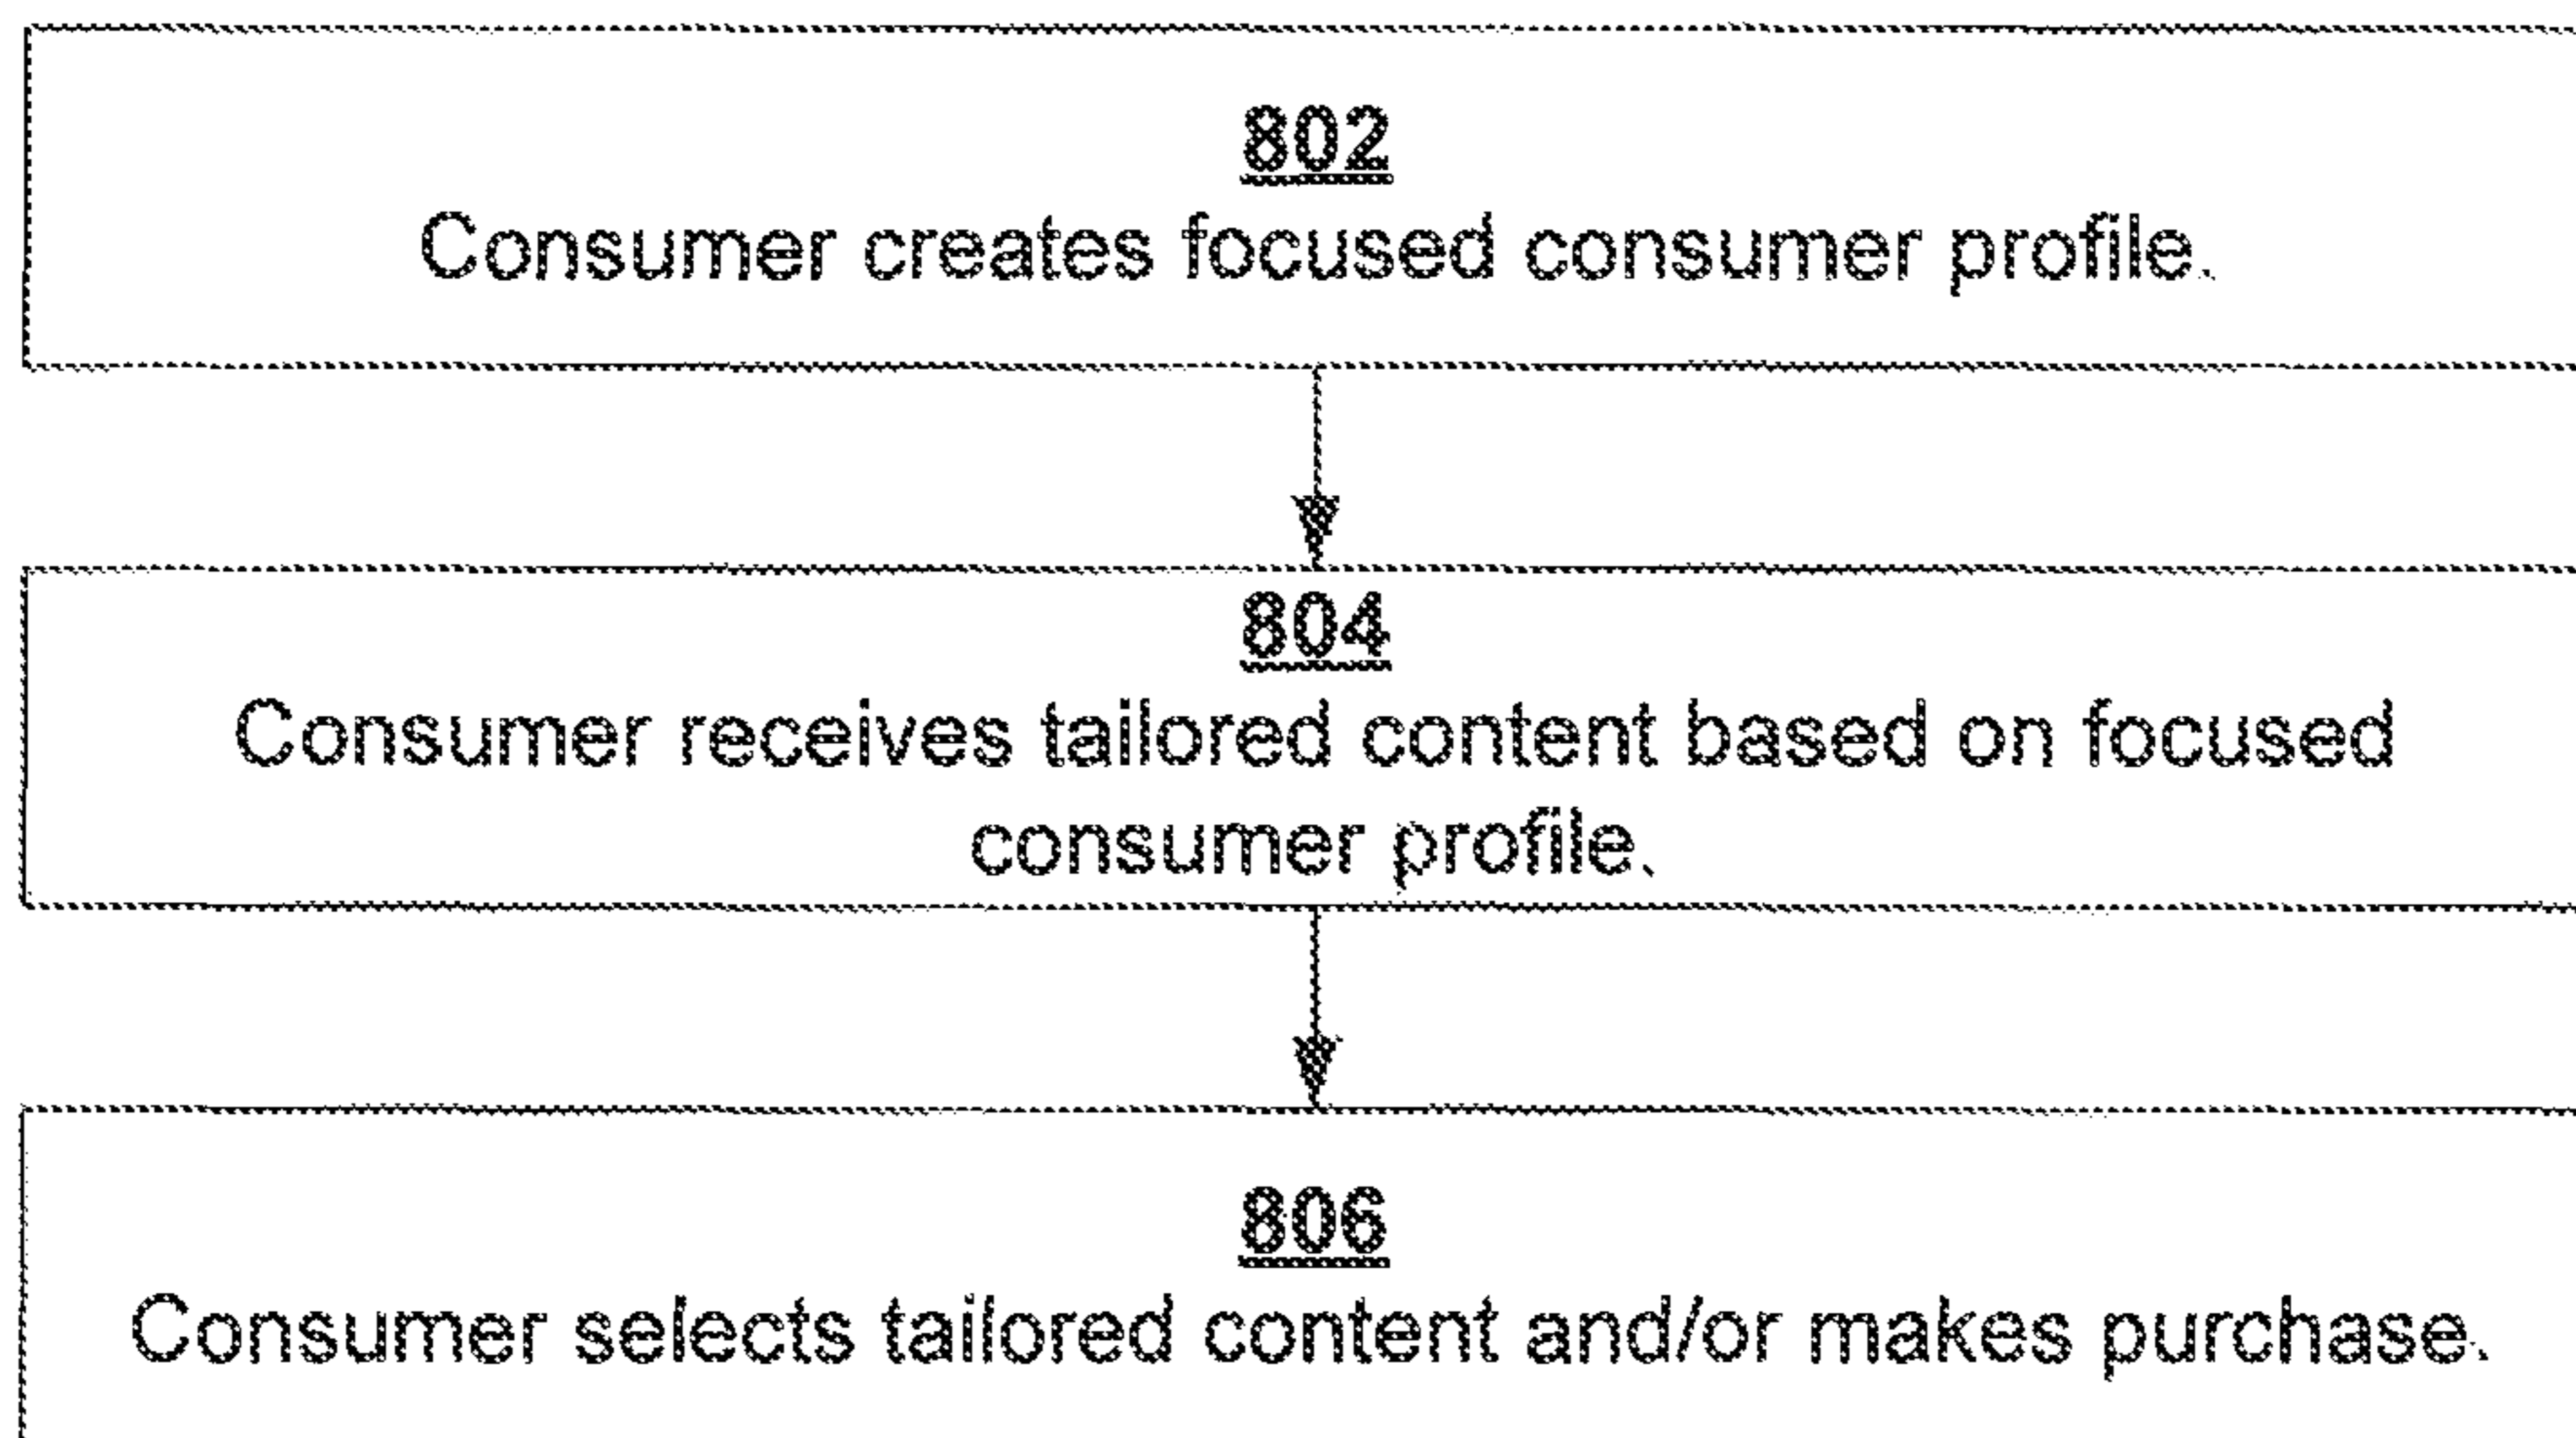 802
Consumer creates focused consumer profile.
804
Consumer receives tailored content based on focused
consumer profile.
806
Consumer selects tailored content and/or makes purchase.